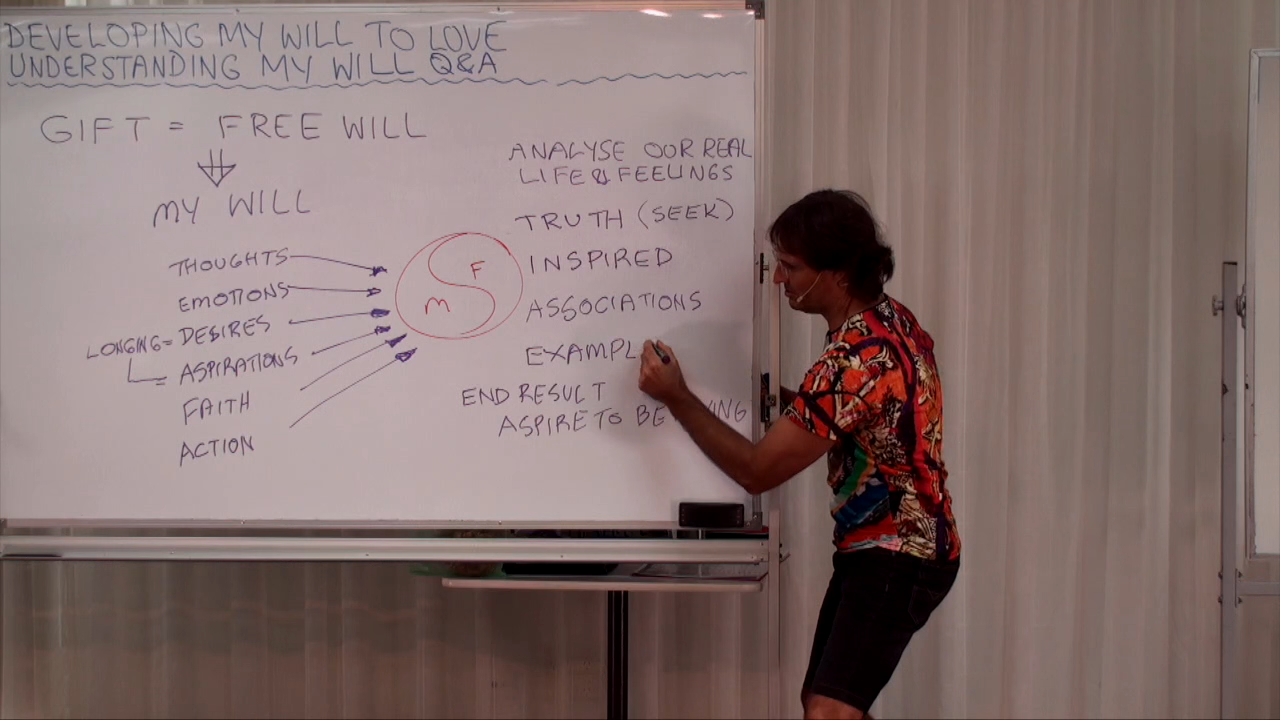 DEVELOPING MY WILL TO LOVE
UNDERSTANDING MY WILL Q&A
GIFT = FREE WILL
MY WILL
THOUGHTS
EMOTIONS
LONGING = DESIRES
= ASPIRATIONS
FAITH
ACTION
F
M
ANALYSE OUR REAL
LIFE & FEELINGS
TRUTH (SEEK)
INSPIRED
ASSOCIATIONS
EXAMPL
END RESULT
ASPIRE TO BE